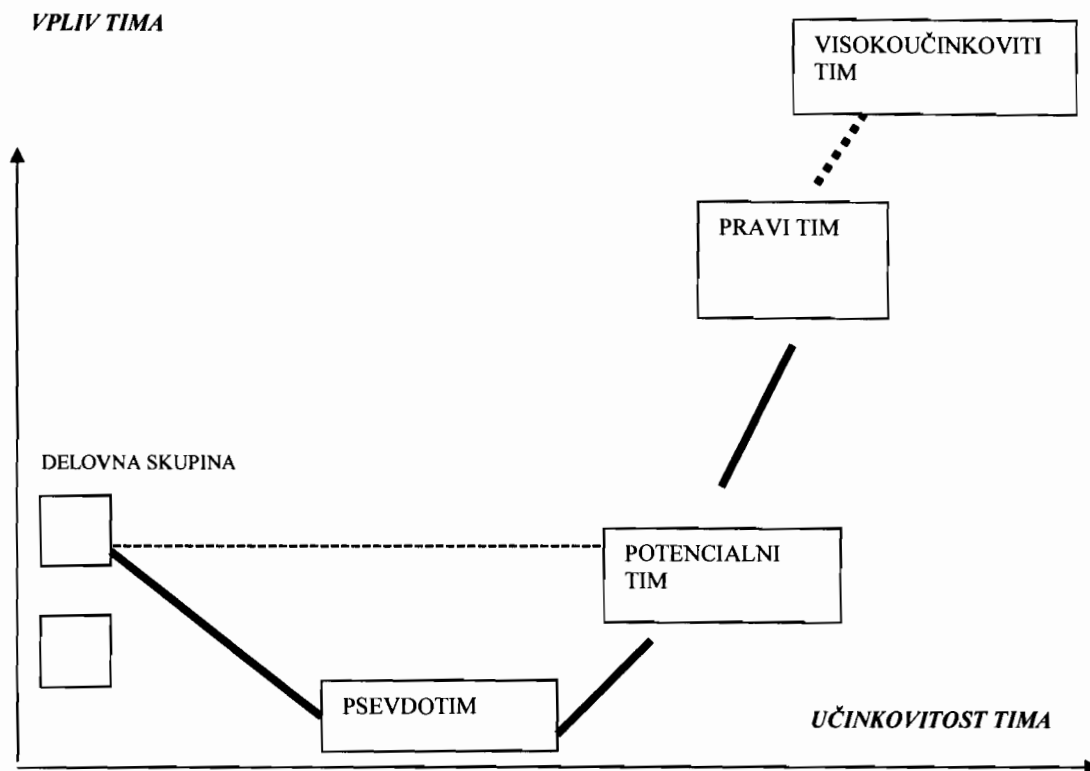 VPLIV TIMA
VISOKOUČINKOVITI
TIM
PRAVI TIM
DELOVNA SKUPINA
POTENCIALNI
TIM
PSEVDOTIM
UČINKOVITOST TIMA